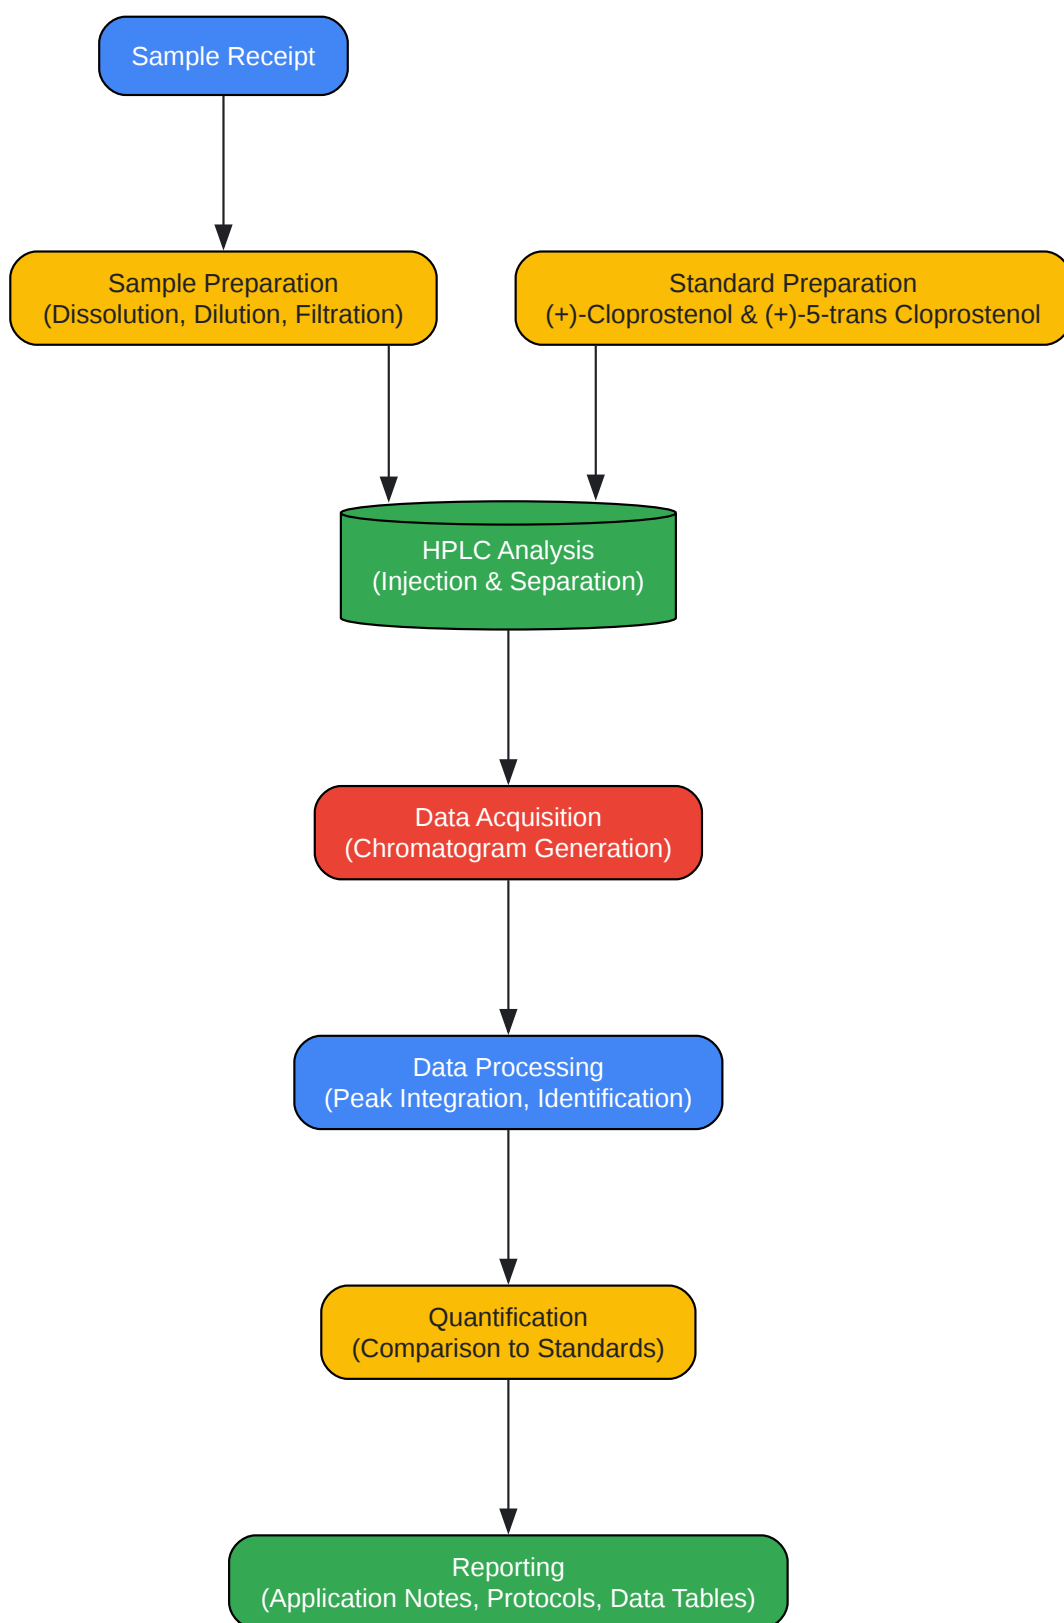 Sample Receipt
Sample Preparation
(Dissolution, Dilution, Filtration)
Standard Preparation
(+)-Cloprostenol & (+)-5-trans Cloprostenol
HPLC Analysis
(Injection & Separation)
Data Acquisition
(Chromatogram Generation)
Data Processing
(Peak Integration, Identification)
Quantification
(Comparison to Standards)
Reporting
(Application Notes, Protocols, Data Tables)